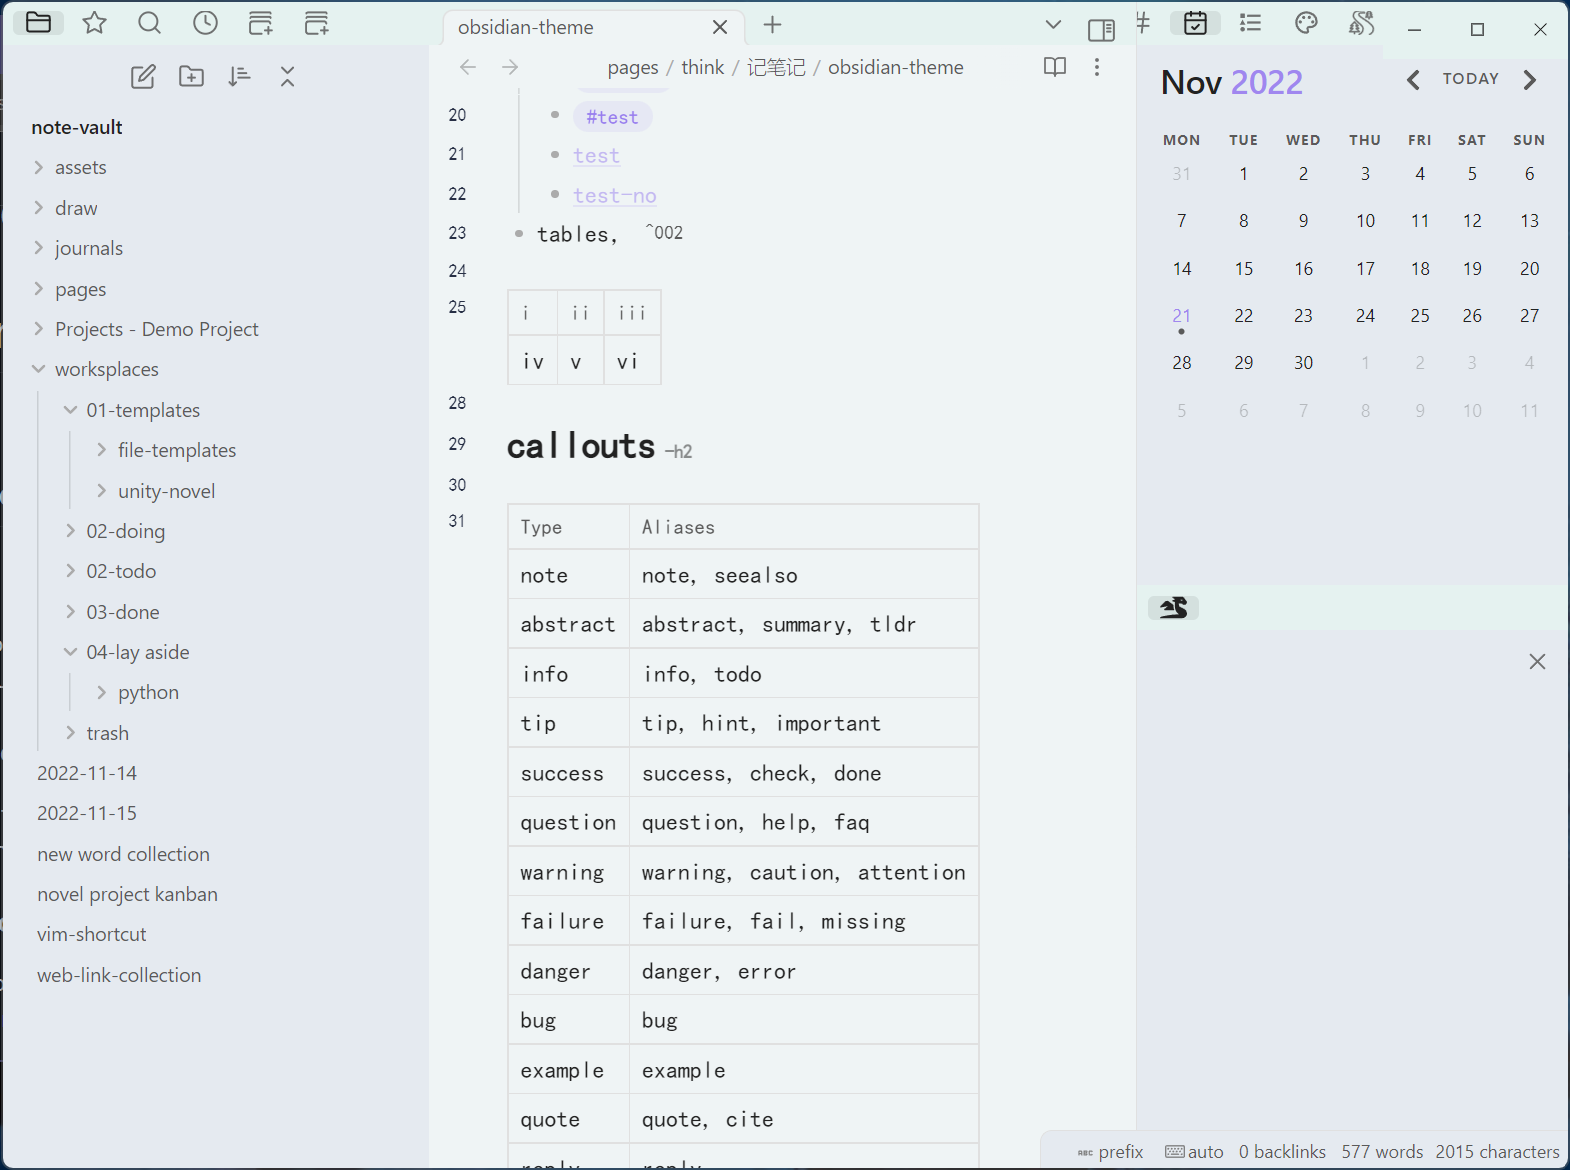 obsidian-theme
pages / think / 记笔记 / obsidian-theme
note-vault
assets
draw
journals
pages
Projects - Demo Project
worksplaces
01-templates
file-templates
unity-novel
02-doing
02-todo
03-done
04-lay aside
python
trash
2022-11-14
2022-11-15
new word collection
novel project kanban
vim-shortcut
web-link-collection
20 #test
21 test
22 test-no
23 tables, ^002
24
25 i ii iii
iv v vi
28
29 callouts -h2
30
31 Type Aliases
note note, seealso
abstract abstract, summary, tldr
info info, todo
tip tip, hint, important
success success, check, done
question question, help, faq
warning warning, caution, attention
failure failure, fail, missing
danger danger, error
bug bug
example example
quote quote, cite
#
Nov 2022 TODAY
MON TUE WED THU FRI SAT SUN
31 1 2 3 4 5 6
7 8 9 10 11 12 13
14 15 16 17 18 19 20
21 22 23 24 25 26 27
28 29 30 1 2 3 4
5 6 7 8 9 10 11
ABC prefix auto 0 backlinks 577 words 2015 characters